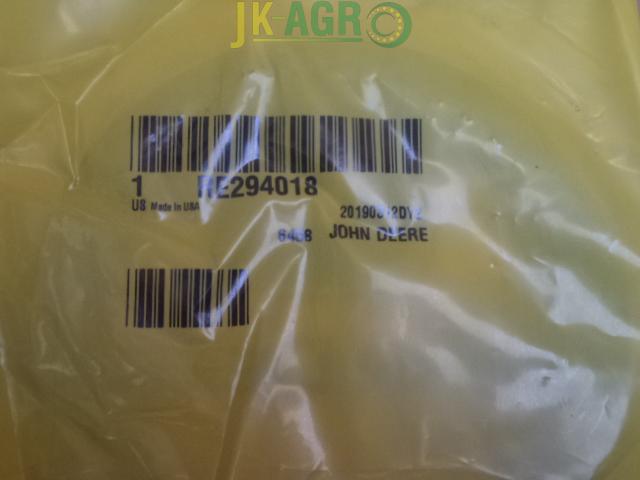 JK-AGRO
1 RE294018
US Made In USA
JOHN DEERE